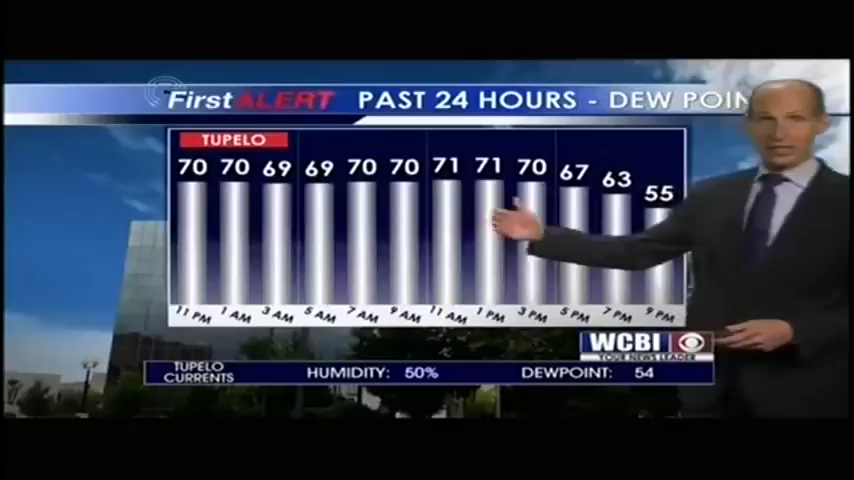 FirstALERT PAST 24 HOURS - DEW POIN
TUPELO
70 70 69 69 70 70 71 71 70 67 63 55
11 PM 1 AM 3 AM 5 AM 7 AM 9 AM 11 AM 1 PM 3 PM 5 PM 7 PM 9 PM
WCBI
YOUR NEWS LEADER
TUPELO
CURRENTS
HUMIDITY: 50% DEWPOINT: 54